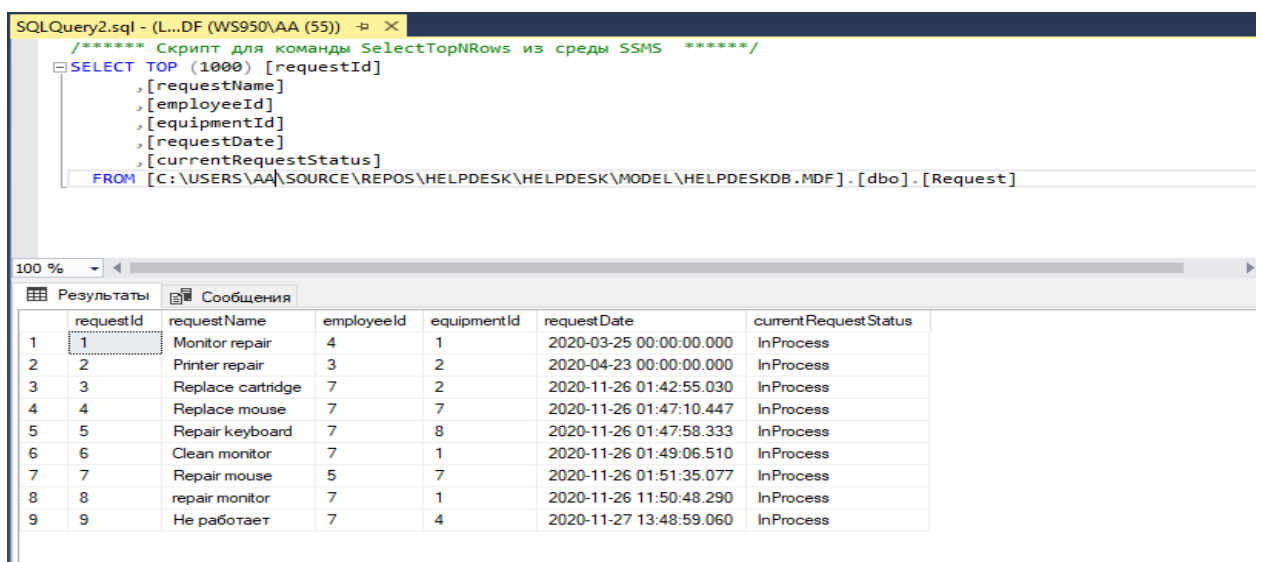 SQLQuery2.sql - (L...DF (WS950\AA (55))
/****** Скрипт для команды SelectTopNRows из среды SSMS ******/
SELECT TOP (1000) [requestId]
,[requestName]
,[employeeId]
,[equipmentId]
,[requestDate]
,[currentRequestStatus]
FROM [C:\USERS\AA\SOURCE\REPOS\HELPDESK\HELPDESK\MODEL\HELPDESKDB.MDF].[dbo].[Request]
100 %
Результаты Сообщения
requestId requestName employeeId equipmentId requestDate currentRequestStatus
1 1 Monitor repair 4 1 2020-03-25 00:00:00.000 InProcess
2 2 Printer repair 3 2 2020-04-23 00:00:00.000 InProcess
3 3 Replace cartridge 7 2 2020-11-26 01:42:55.030 InProcess
4 4 Replace mouse 7 7 2020-11-26 01:47:10.447 InProcess
5 5 Repair keyboard 7 8 2020-11-26 01:47:58.333 InProcess
6 6 Clean monitor 7 1 2020-11-26 01:49:06.510 InProcess
7 7 Repair mouse 5 7 2020-11-26 01:51:35.077 InProcess
8 8 repair monitor 7 1 2020-11-26 11:50:48.290 InProcess
9 9 Не работает 7 4 2020-11-27 13:48:59.060 InProcess